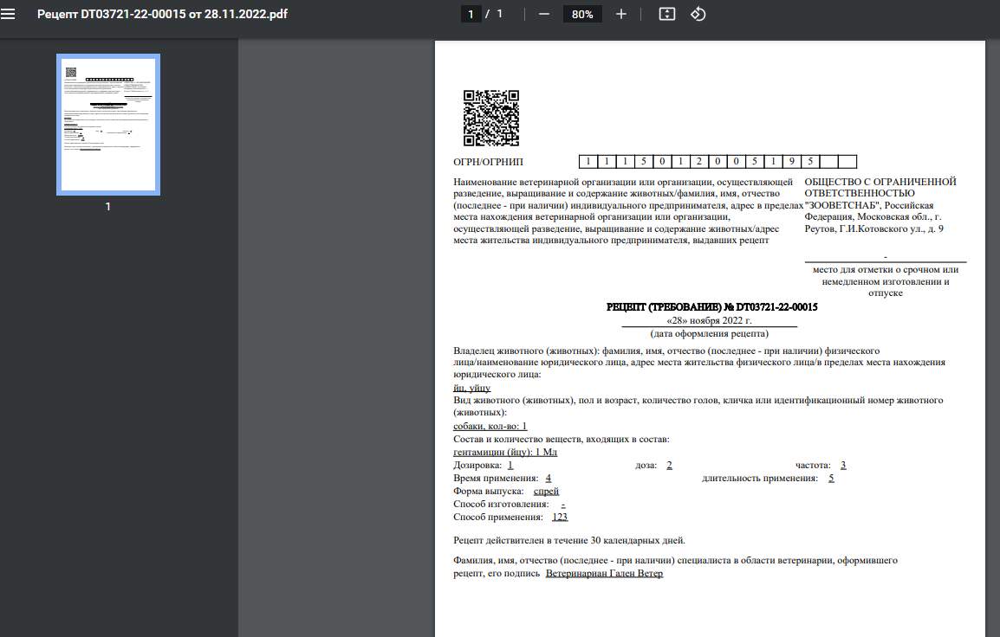 Рецепт DT03721-22-00015 от 28.11.2022.pdf
1 / 1
80%
1
ОГРН/ОГРНИП 1 1 1 5 0 1 2 0 0 5 1 9 5
Наименование ветеринарной организации или организации, осуществляющей
разведение, выращивание и содержание животных/фамилия, имя, отчество
(последнее - при наличии) индивидуального предпринимателя, адрес в пределах
места нахождения ветеринарной организации или организации,
осуществляющей разведение, выращивание и содержание животных/адрес
места жительства индивидуального предпринимателя, выдавших рецепт
ОБЩЕСТВО С ОГРАНИЧЕННОЙ
ОТВЕТСТВЕННОСТЬЮ
"ЗООВЕТСНАБ", Российская
Федерация, Московская обл., г.
Реутов, Г.И.Котовского ул., д. 9
-
место для отметки о срочном или
немедленном изготовлении и
отпуске
РЕЦЕПТ (ТРЕБОВАНИЕ) № DT03721-22-00015
«28» ноября 2022 г.
(дата оформления рецепта)
Владелец животного (животных): фамилия, имя, отчество (последнее - при наличии) физического
лица/наименование юридического лица, адрес места жительства физического лица/в пределах места нахождения
юридического лица:
йц, уйцу
Вид животного (животных), пол и возраст, количество голов, кличка или идентификационный номер животного
(животных):
собаки, кол-во: 1
Состав и количество веществ, входящих в состав:
гентамицин (йцу): 1 Мл
Дозировка: 1 доза: 2 частота: 3
Время применения: 4 длительность применения: 5
Форма выпуска: спрей
Способ изготовления: -
Способ применения: 123
Рецепт действителен в течение 30 календарных дней.
Фамилия, имя, отчество (последнее - при наличии) специалиста в области ветеринарии, оформившего
рецепт, его подпись Ветеринариан Гален Ветер